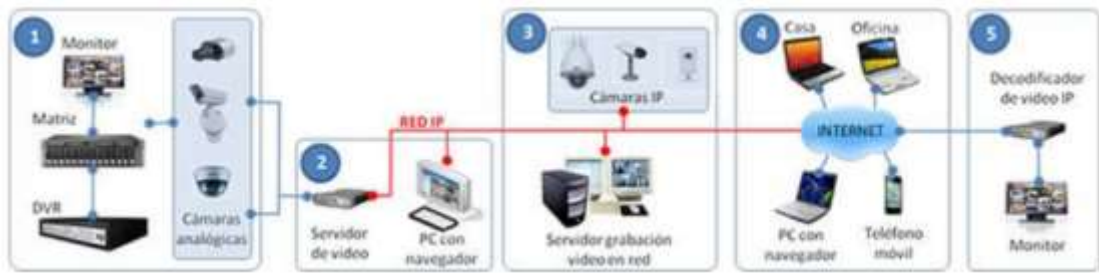 1
Monitor
Matriz
DVR
Cámaras
analógicas
2
RED IP
Servidor
de video
PC con
navegador
3
Cámaras IP
Servidor grabación
video en red
4
Casa
Oficina
INTERNET
PC con
navegador
Teléfono
móvil
5
Decodificador
de video IP
Monitor